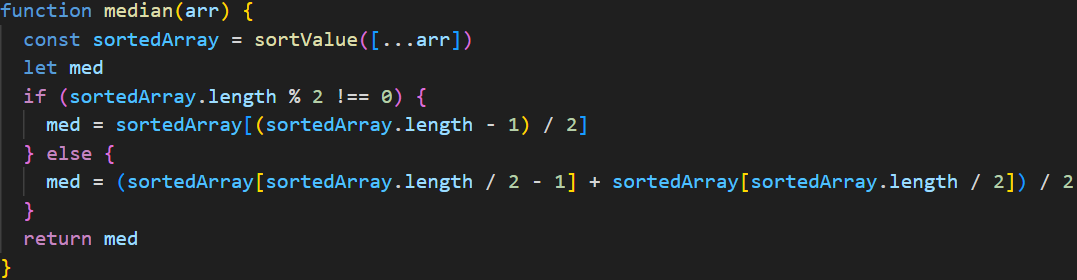 function median(arr) {
  const sortedArray = sortValue([...arr])
  let med
  if (sortedArray.length % 2 !== 0) {
    med = sortedArray[(sortedArray.length - 1) / 2]
  } else {
    med = (sortedArray[sortedArray.length / 2 - 1] + sortedArray[sortedArray.length / 2]) / 2
  }
  return med
}